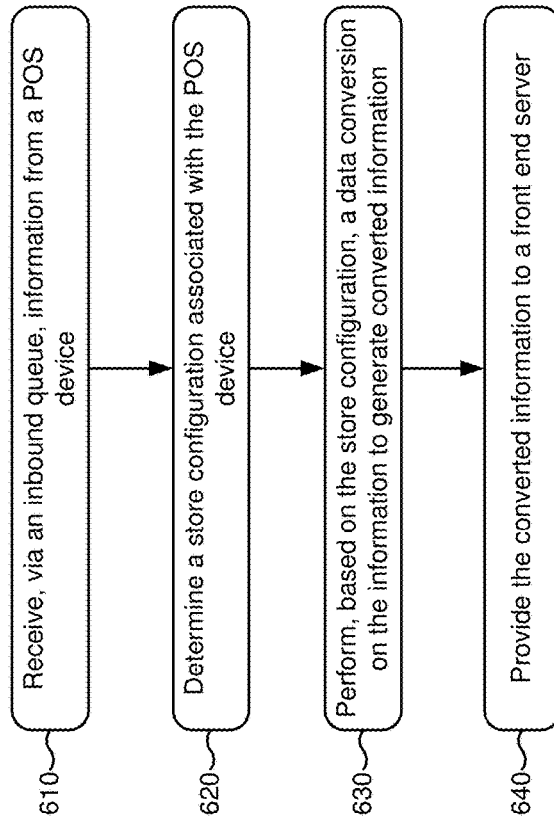 610
Receive, via an inbound queue, information from a POS
device
620
Determine a store configuration associated with the POS
device
630
Perform, based on the store configuration, a data conversion
on the information to generate converted information
640
Provide the converted information to a front end server